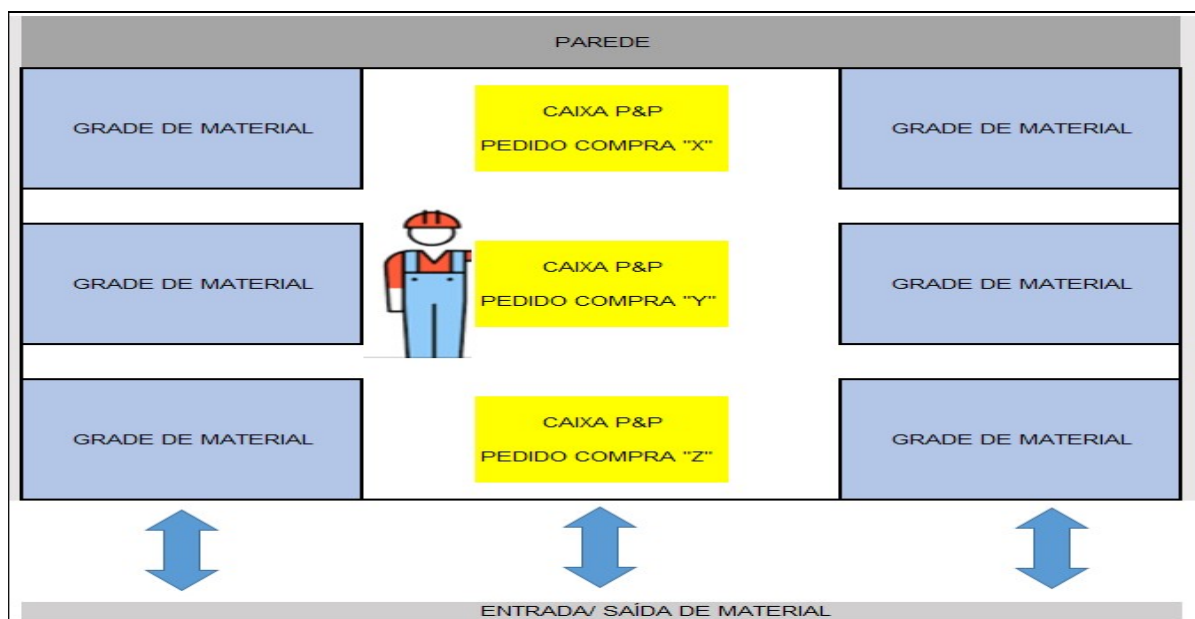 PAREDE
GRADE DE MATERIAL
CAIXA P&P
PEDIDO COMPRA "X"
GRADE DE MATERIAL
GRADE DE MATERIAL
CAIXA P&P
PEDIDO COMPRA "Y"
GRADE DE MATERIAL
GRADE DE MATERIAL
CAIXA P&P
PEDIDO COMPRA "Z"
GRADE DE MATERIAL
ENTRADA/ SAÍDA DE MATERIAL